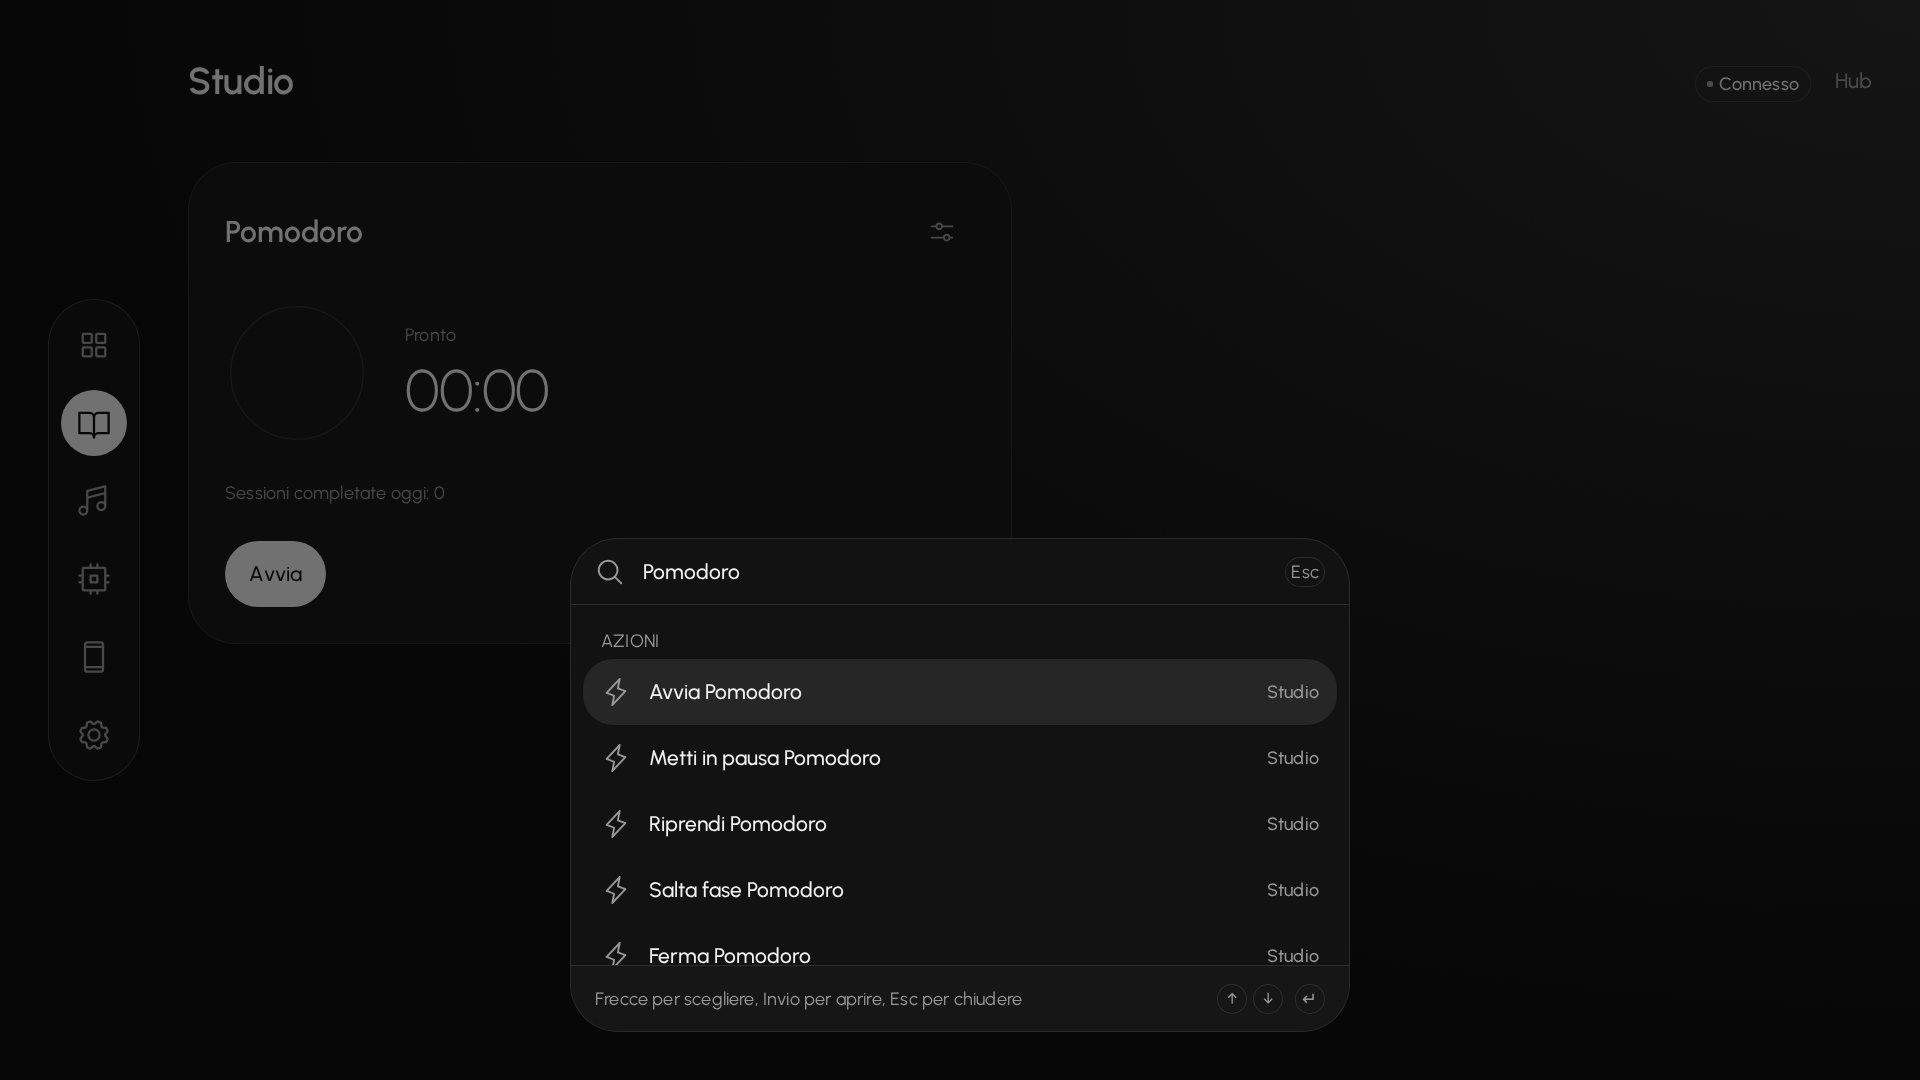 Studio
Connesso
Hub
Pomodoro
Pronto
00:00
Sessioni completate oggi: 0
Avvia
Pomodoro
Esc
AZIONI
Avvia Pomodoro Studio
Metti in pausa Pomodoro Studio
Riprendi Pomodoro Studio
Salta fase Pomodoro Studio
Ferma Pomodoro Studio
Frecce per scegliere, Invio per aprire, Esc per chiudere